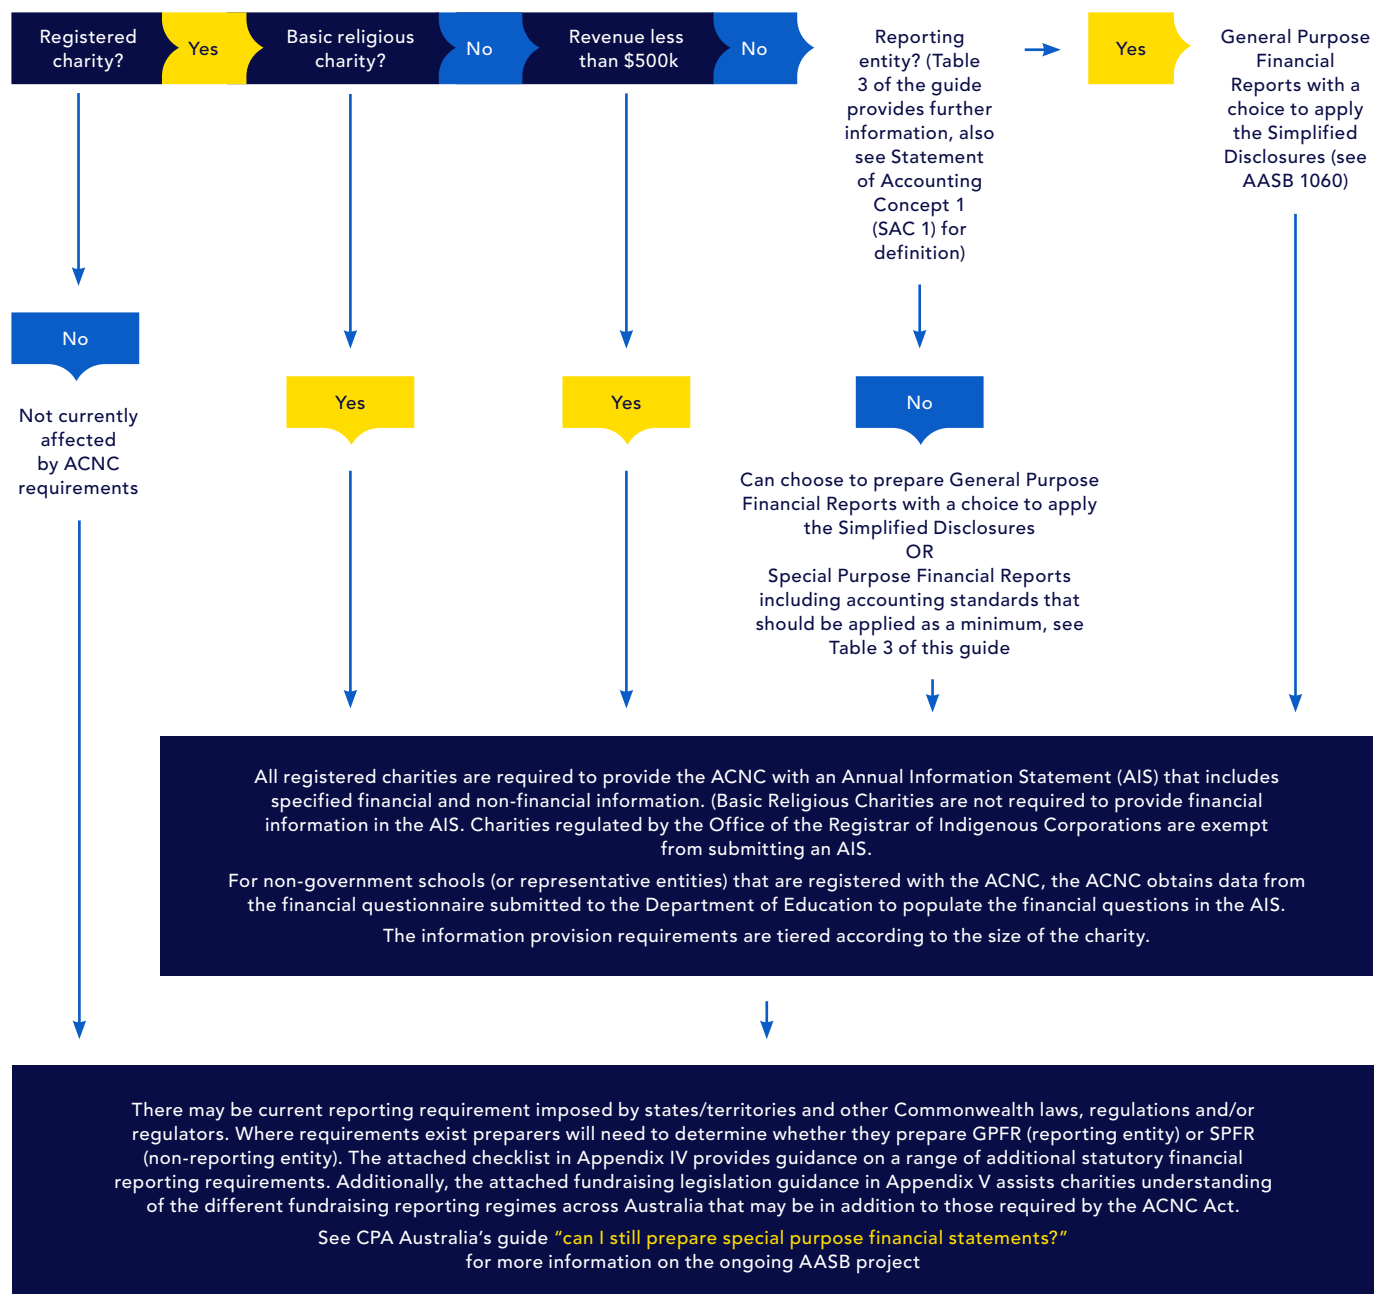 Registered
charity?
Yes
Basic religious
charity?
No
Revenue less
than $500k
No
Reporting
entity? (Table
3 of the guide
provides further
information, also
see Statement
of Accounting
Concept 1
(SAC 1) for
definition)
Yes
General Purpose
Financial
Reports with a
choice to apply
the Simplified
Disclosures (see
AASB 1060)
No
Not currently
affected
by ACNC
requirements
Yes
Yes
No
Can choose to prepare General Purpose
Financial Reports with a choice to apply
the Simplified Disclosures
OR
Special Purpose Financial Reports
including accounting standards that
should be applied as a minimum, see
Table 3 of this guide
All registered charities are required to provide the ACNC with an Annual Information Statement (AIS) that includes
specified financial and non-financial information. (Basic Religious Charities are not required to provide financial
information in the AIS. Charities regulated by the Office of the Registrar of Indigenous Corporations are exempt
from submitting an AIS.
For non-government schools (or representative entities) that are registered with the ACNC, the ACNC obtains data from
the financial questionnaire submitted to the Department of Education to populate the financial questions in the AIS.
The information provision requirements are tiered according to the size of the charity.
There may be current reporting requirement imposed by states/territories and other Commonwealth laws, regulations and/or
regulators. Where requirements exist preparers will need to determine whether they prepare GPFR (reporting entity) or SPFR
(non-reporting entity). The attached checklist in Appendix IV provides guidance on a range of additional statutory financial
reporting requirements. Additionally, the attached fundraising legislation guidance in Appendix V assists charities understanding
of the different fundraising reporting regimes across Australia that may be in addition to those required by the ACNC Act.
See CPA Australia’s guide “can I still prepare special purpose financial statements?”
for more information on the ongoing AASB project